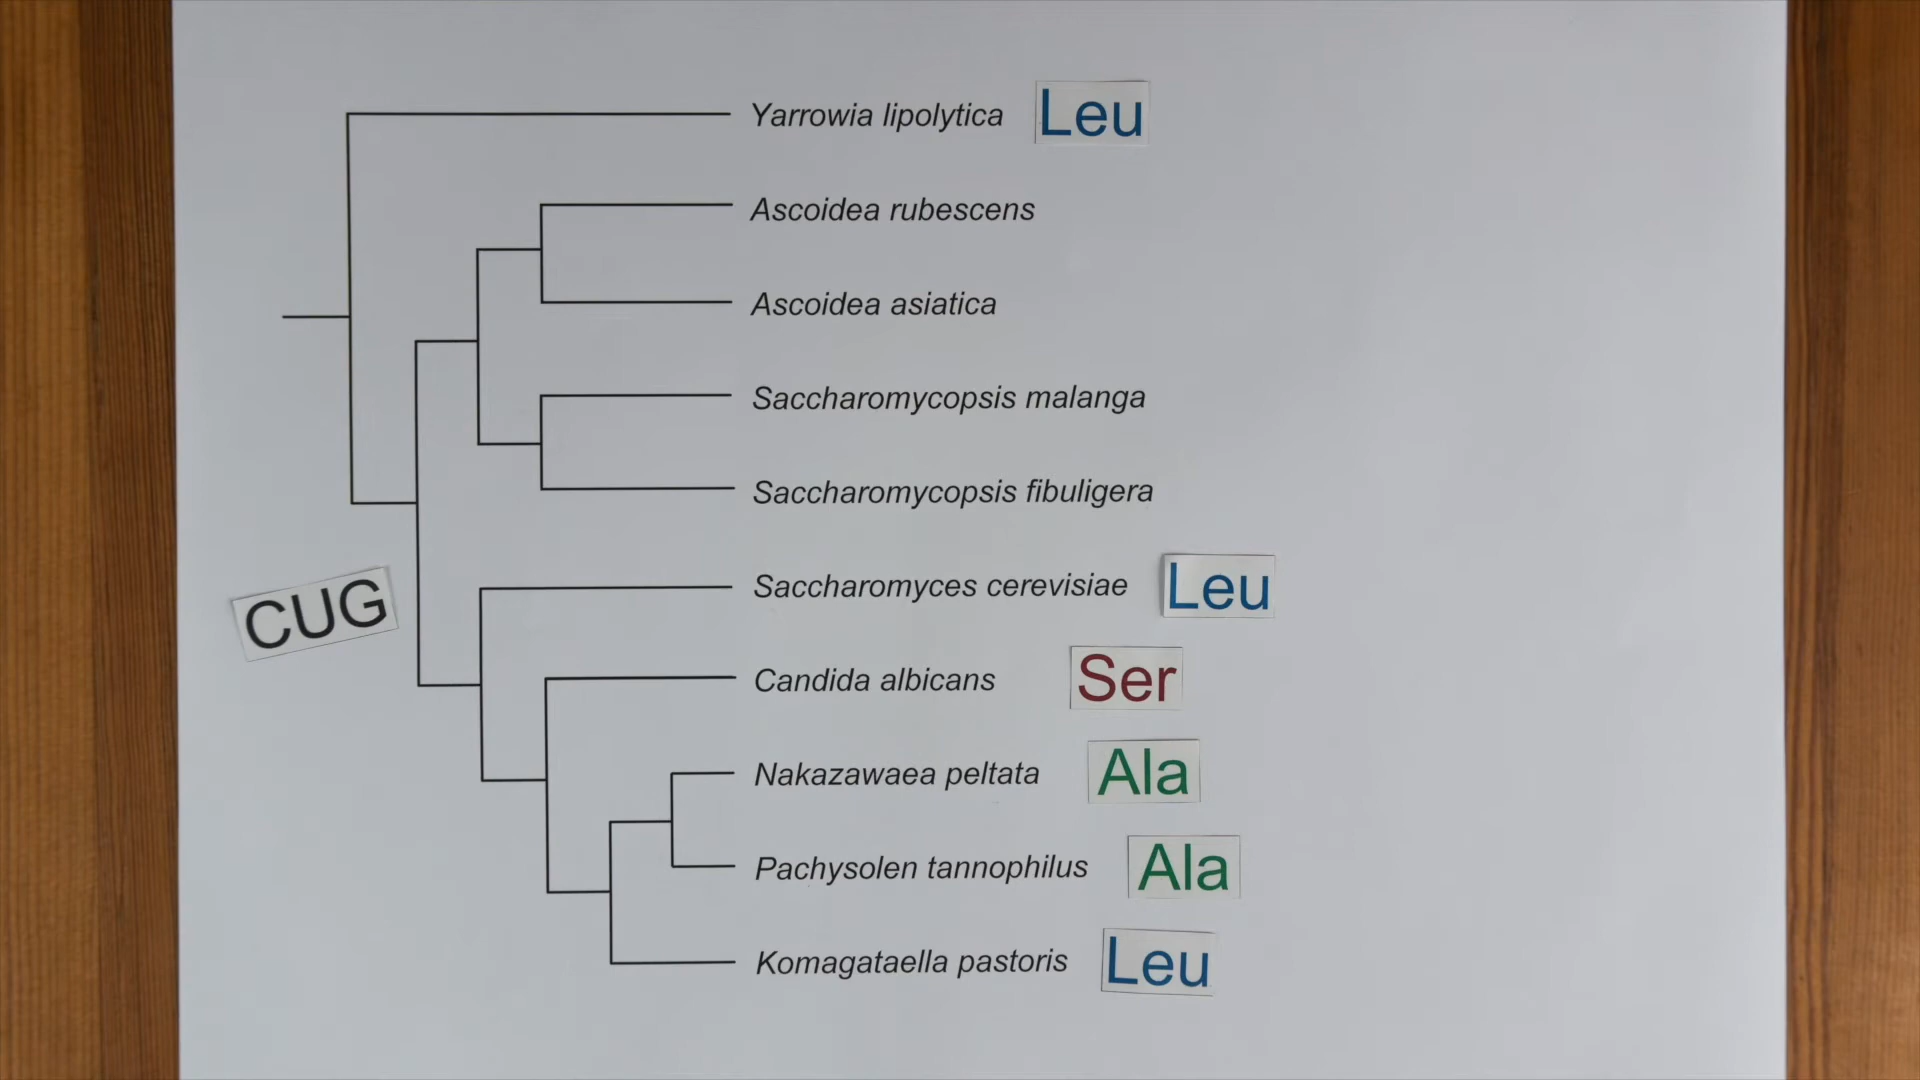 Yarrowia lipolytica Leu
Ascoidea rubescens
Ascoidea asiatica
Saccharomycopsis malanga
Saccharomycopsis fibuligera
Saccharomyces cerevisiae Leu
CUG
Candida albicans Ser
Nakazawaea peltata Ala
Pachysolen tannophilus Ala
Komagataella pastoris Leu